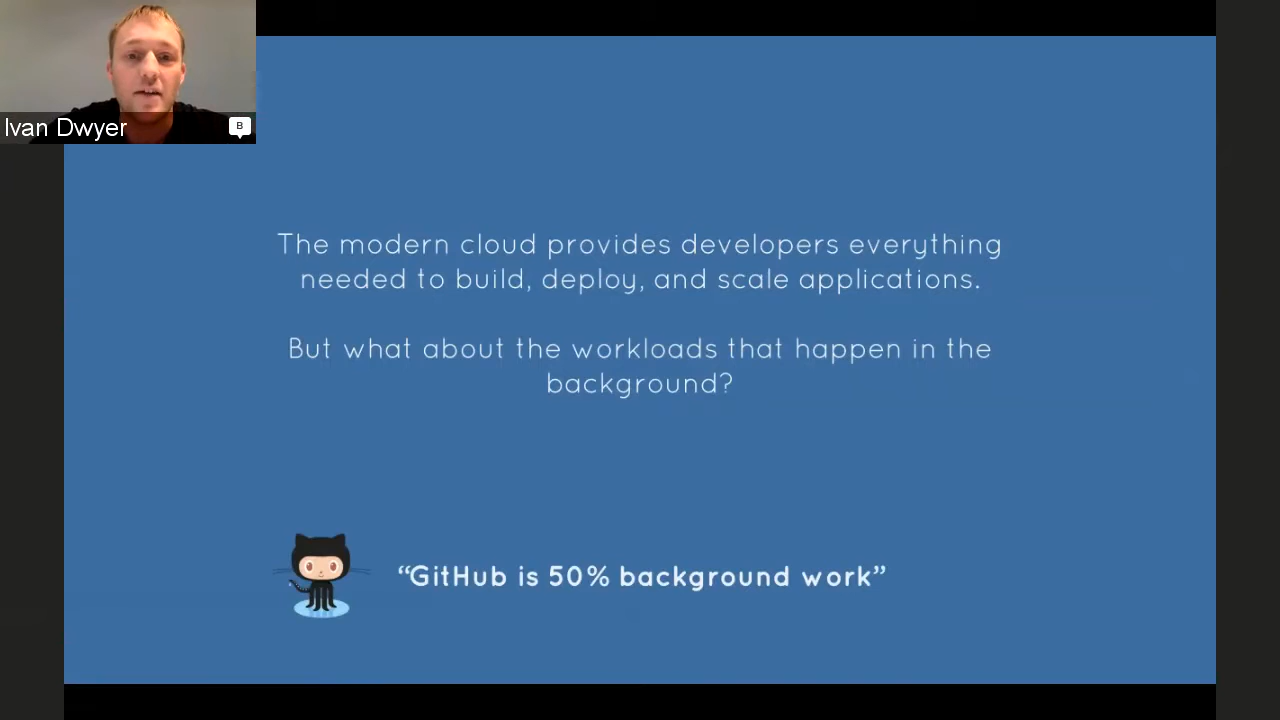 Ivan Dwyer
B
The modern cloud provides developers everything
needed to build, deploy, and scale applications.
But what about the workloads that happen in the
background?
“GitHub is 50% background work”